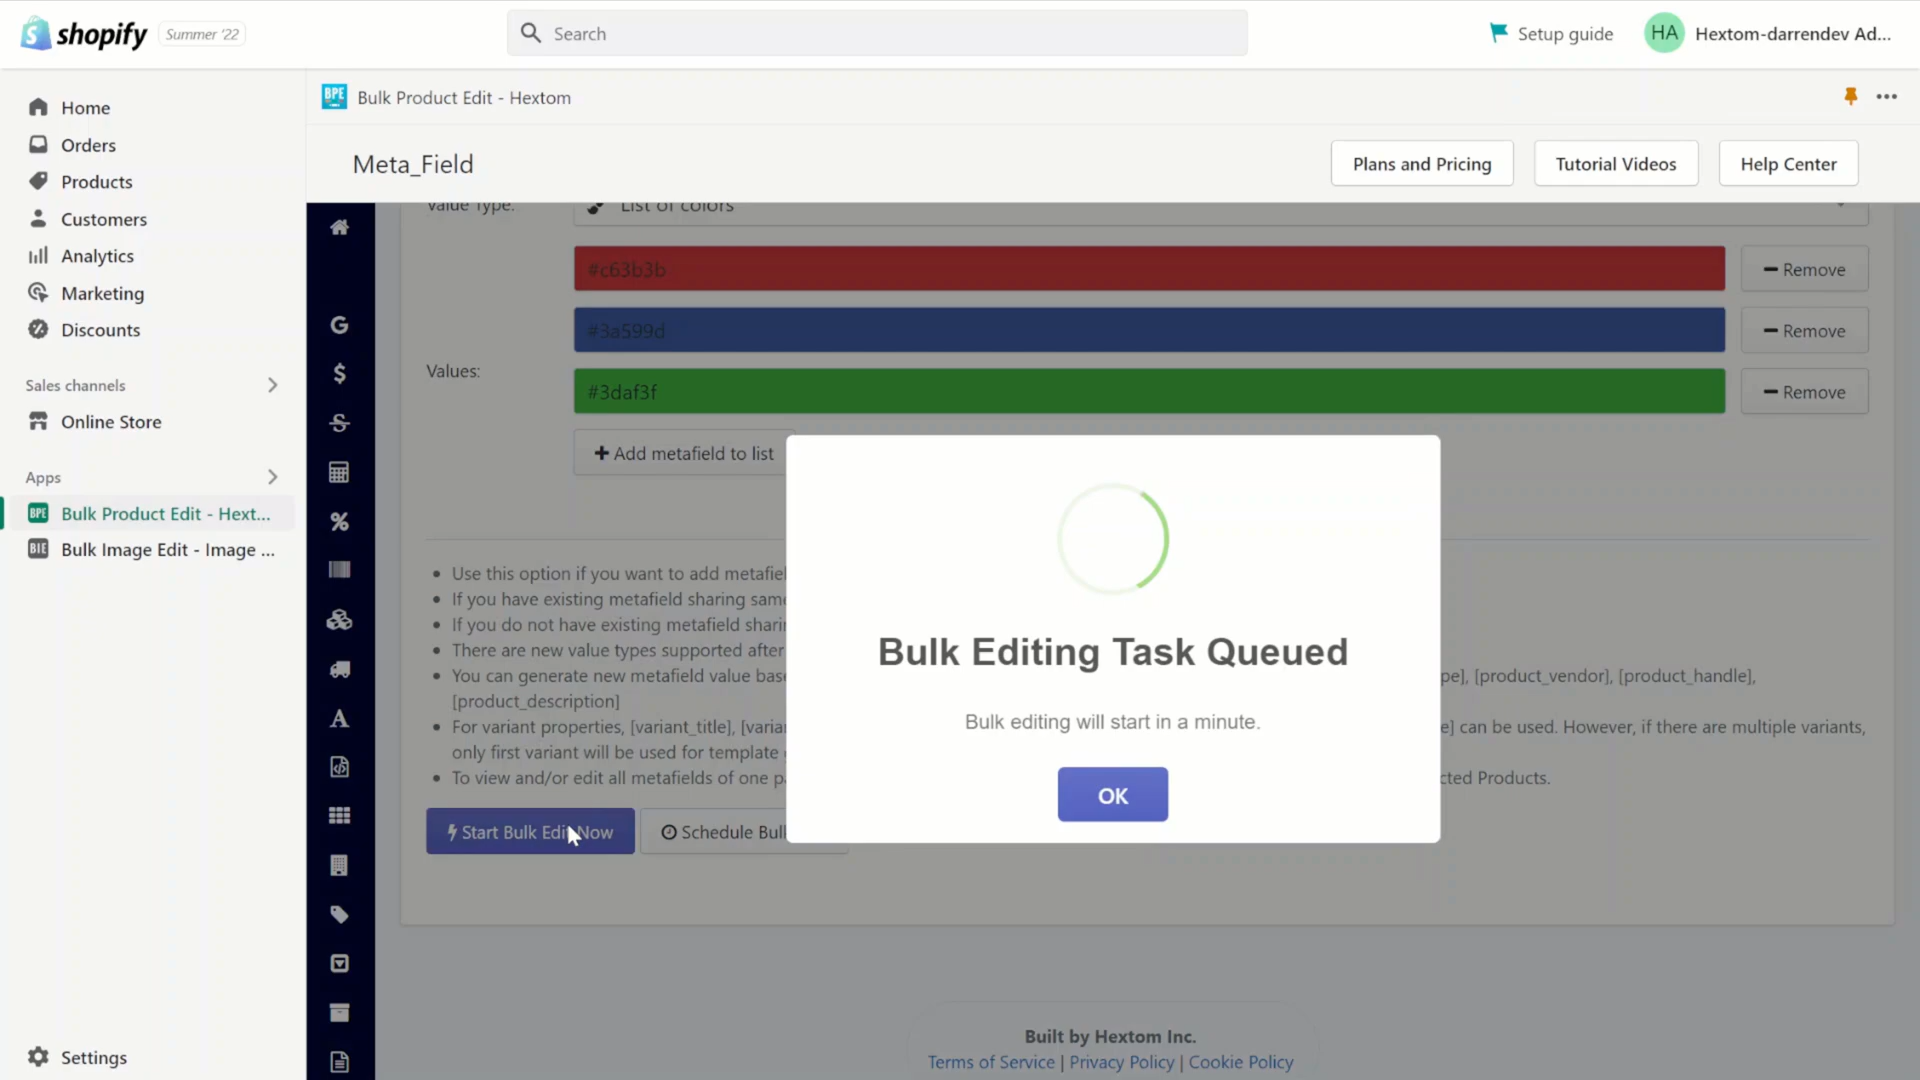 shopify
Summer '22
Search
Setup guide
HA
Hextom-darrendev Ad...
Home
Orders
Products
Customers
Analytics
Marketing
Discounts
Sales channels
Online Store
Apps
BPE Bulk Product Edit - Hext...
BIE Bulk Image Edit - Image ...
Settings
BPE Bulk Product Edit - Hextom
Meta_Field
Plans and Pricing
Tutorial Videos
Help Center
Value Type:
List of colors
Values:
#c63b3b
Remove
#3a599d
Remove
#3daf3f
Remove
Add metafield to list
• Use this option if you want to add
• If you have existing metafield sharing
• If you do not have existing metafield
• There are new value types supported after
• You can generate new metafield value
[product_vendor], [product_handle],
[product_description]
• For variant properties, [variant_title],
can be used. However, if there are multiple variants,
only first variant will be used for template
• To view and/or edit all metafields of one
Products.
Start Bulk Edit Now
Schedule
Bulk Editing Task Queued
Bulk editing will start in a minute.
OK
Built by Hextom Inc.
Terms of Service | Privacy Policy | Cookie Policy